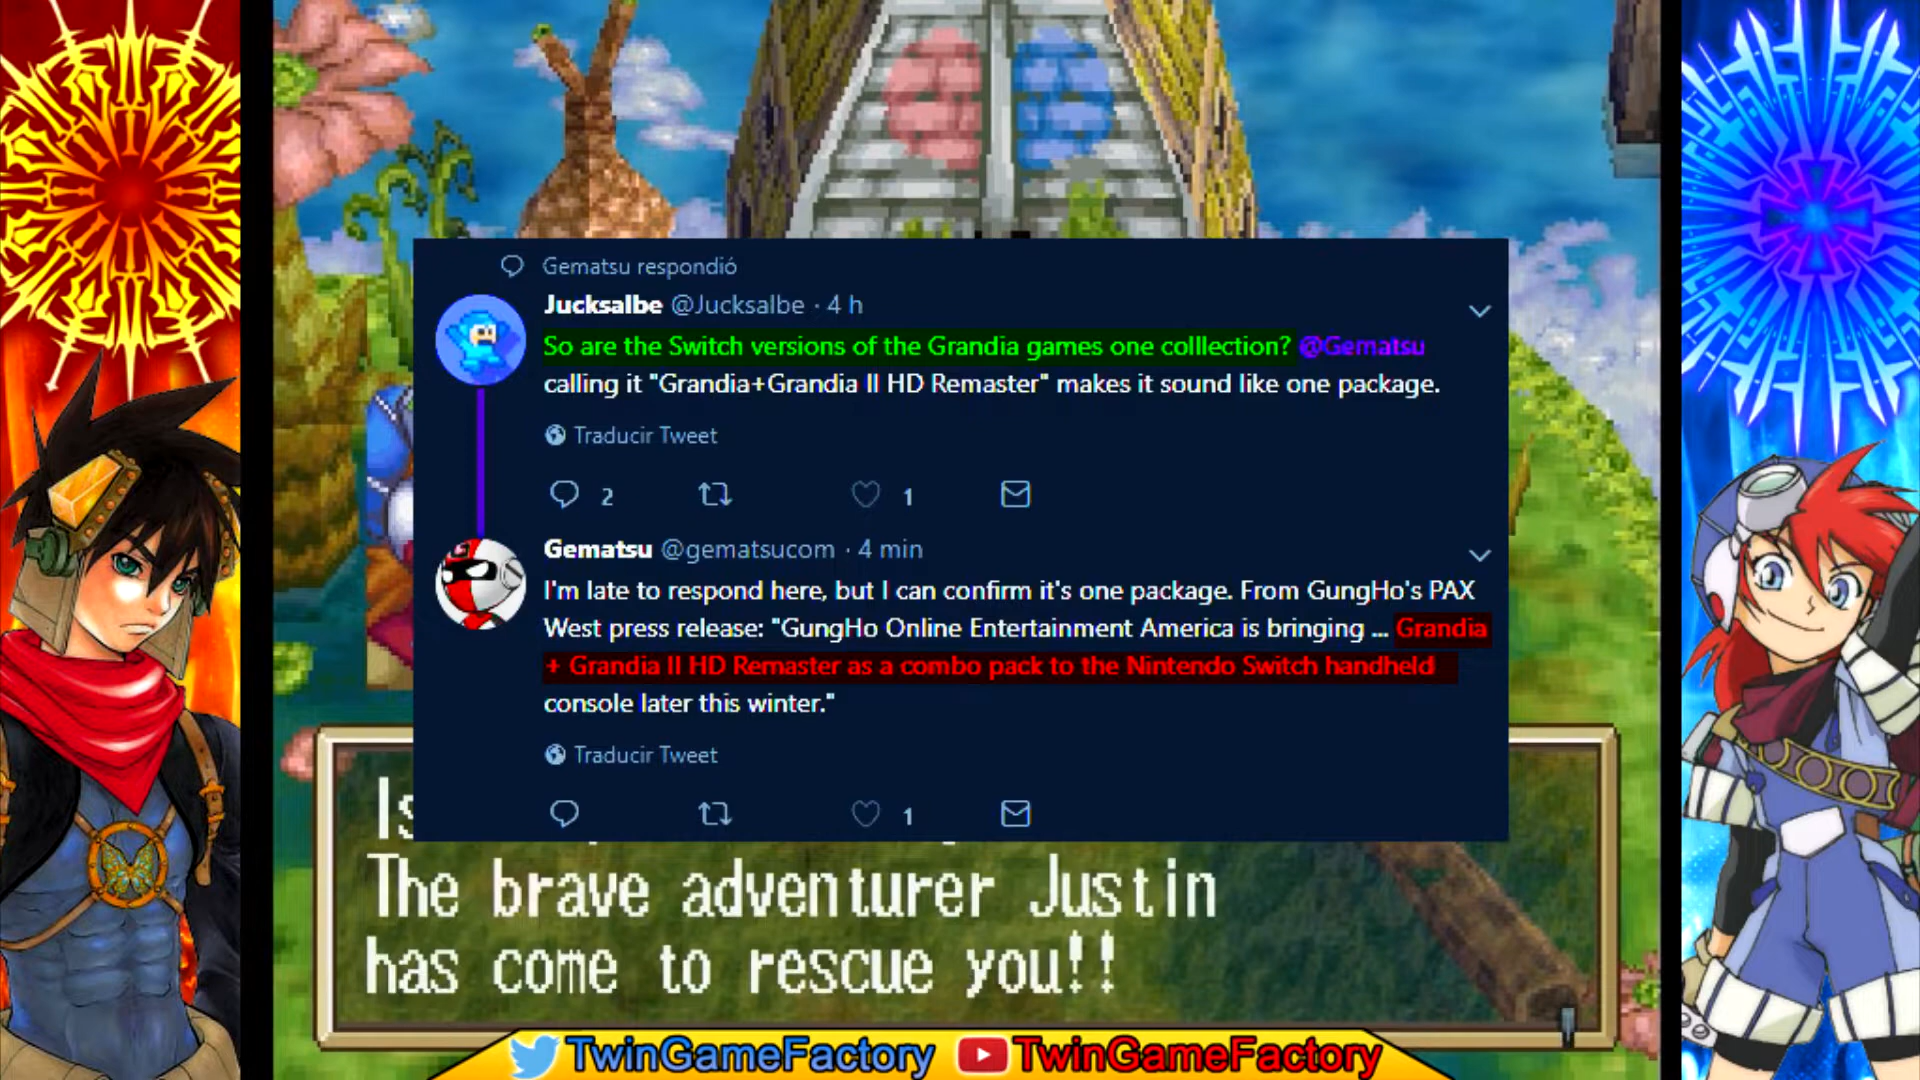 Gematsu respondió
Jucksalbe @Jucksalbe · 4 h
So are the Switch versions of the Grandia games one colllection? @Gematsu
calling it "Grandia+Grandia II HD Remaster" makes it sound like one package.
Traducir Tweet
2 1
Gematsu @gematsucom · 4 min
I'm late to respond here, but I can confirm it's one package. From GungHo's PAX
West press release: "GungHo Online Entertainment America is bringing ... Grandia
+ Grandia II HD Remaster as a combo pack to the Nintendo Switch handheld
console later this winter."
Traducir Tweet
1
The brave adventurer Justin
has come to rescue you!!
TwinGameFactory TwinGameFactory